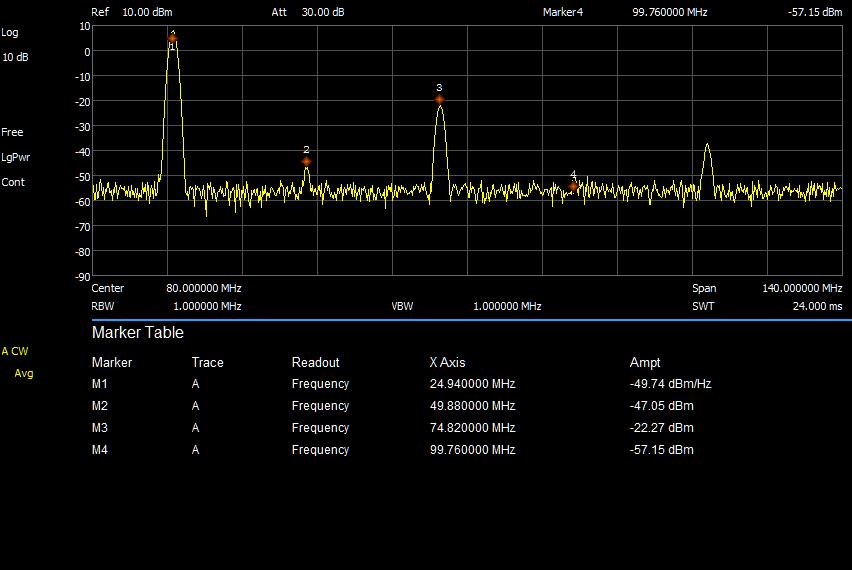 Ref 10.00 dBm Att 30.00 dB Marker4 99.760000 MHz -57.15 dBm
Log 10
10 dB 0
-10
-20
-30
Free -40
LgPwr
Cont -50
-60
-70
-80
-90
1
2
3
4
Center 80.000000 MHz Span 140.000000 MHz
RBW 1.000000 MHz VBW 1.000000 MHz SWT 24.000 ms
Marker Table
A CW
Avg
Marker Trace Readout X Axis Ampt
M1 A Frequency 24.940000 MHz -49.74 dBm/Hz
M2 A Frequency 49.880000 MHz -47.05 dBm
M3 A Frequency 74.820000 MHz -22.27 dBm
M4 A Frequency 99.760000 MHz -57.15 dBm